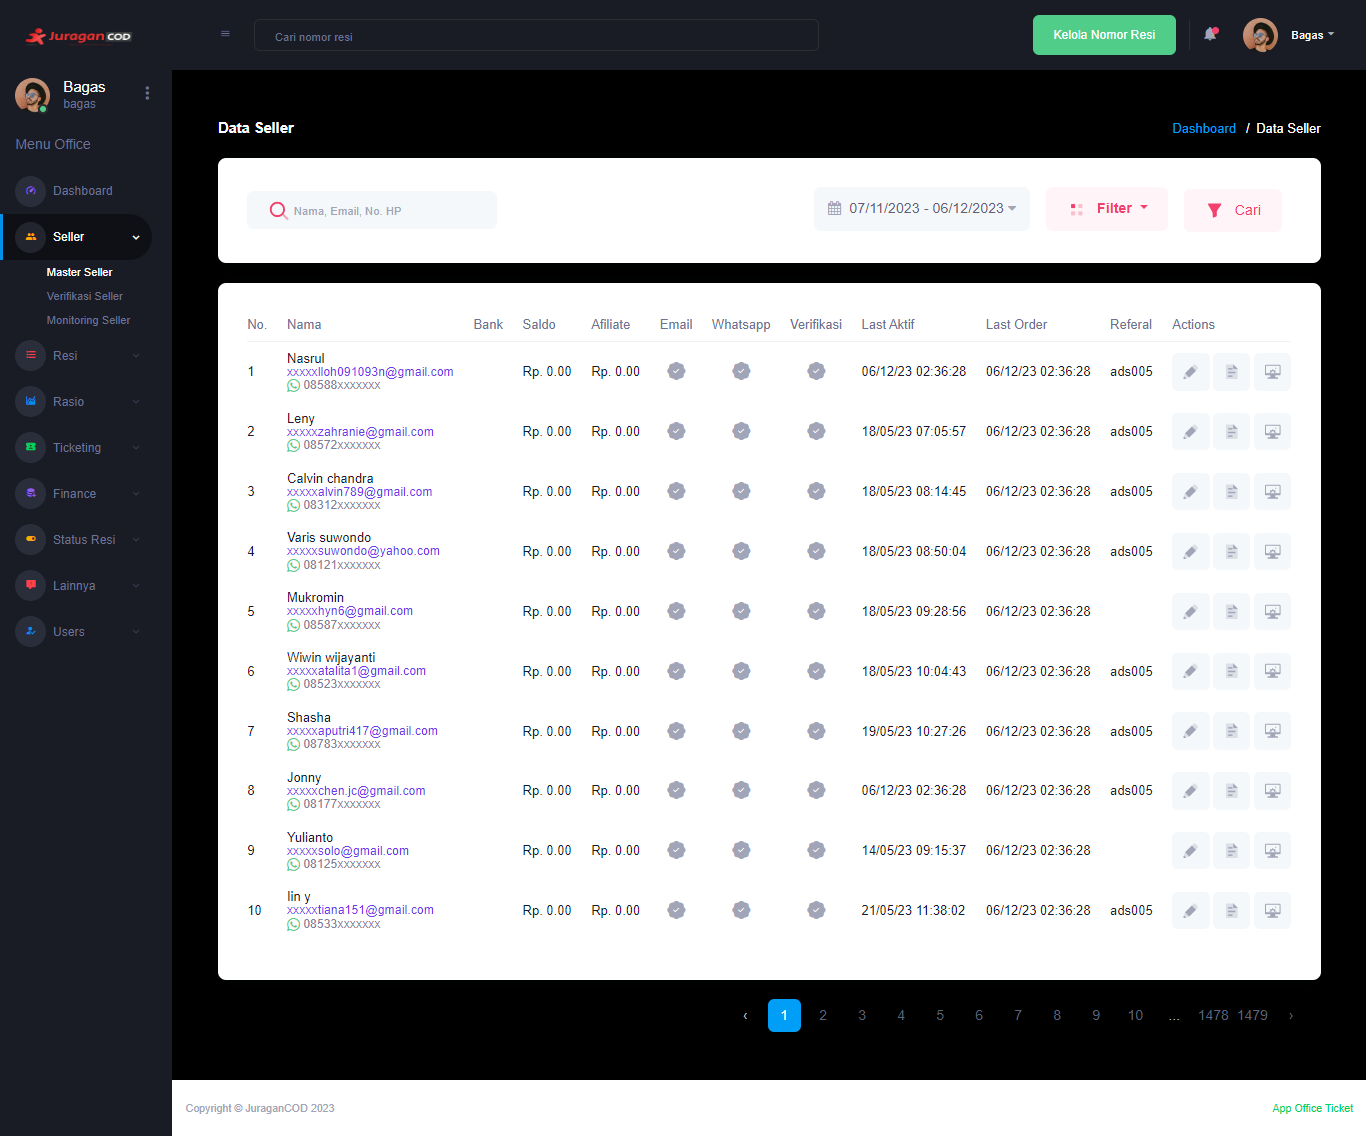 Juragan COD
Cari nomor resi
Kelola Nomor Resi
Bagas
Bagas
bagas
Menu Office
Dashboard
Seller
Master Seller
Verifikasi Seller
Monitoring Seller
Resi
Rasio
Ticketing
Finance
Status Resi
Lainnya
Users
Data Seller
Dashboard / Data Seller
Nama, Email, No. HP
07/11/2023 - 06/12/2023
Filter
Cari
No. Nama Bank Saldo Afiliate Email Whatsapp Verifikasi Last Aktif Last Order Referal Actions
Nasrul
1 xxxxxlloh091093n@gmail.com Rp. 0.00 Rp. 0.00 06/12/23 02:36:28 06/12/23 02:36:28 ads005
08588xxxxxxx
Leny
2 xxxxxzahranie@gmail.com Rp. 0.00 Rp. 0.00 18/05/23 07:05:57 06/12/23 02:36:28 ads005
08572xxxxxxx
Calvin chandra
3 xxxxxalvin789@gmail.com Rp. 0.00 Rp. 0.00 18/05/23 08:14:45 06/12/23 02:36:28 ads005
08312xxxxxxx
Varis suwondo
4 xxxxxsuwondo@yahoo.com Rp. 0.00 Rp. 0.00 18/05/23 08:50:04 06/12/23 02:36:28 ads005
08121xxxxxxx
Mukromin
5 xxxxxhyn6@gmail.com Rp. 0.00 Rp. 0.00 18/05/23 09:28:56 06/12/23 02:36:28
08587xxxxxxx
Wiwin wijayanti
6 xxxxxatalita1@gmail.com Rp. 0.00 Rp. 0.00 18/05/23 10:04:43 06/12/23 02:36:28 ads005
08523xxxxxxx
Shasha
7 xxxxxaputri417@gmail.com Rp. 0.00 Rp. 0.00 19/05/23 10:27:26 06/12/23 02:36:28 ads005
08783xxxxxxx
Jonny
8 xxxxxchen.jc@gmail.com Rp. 0.00 Rp. 0.00 06/12/23 02:36:28 06/12/23 02:36:28 ads005
08177xxxxxxx
Yulianto
9 xxxxxsolo@gmail.com Rp. 0.00 Rp. 0.00 14/05/23 09:15:37 06/12/23 02:36:28
08125xxxxxxx
Iin y
10 xxxxxtiana151@gmail.com Rp. 0.00 Rp. 0.00 21/05/23 11:38:02 06/12/23 02:36:28 ads005
08533xxxxxxx
‹ 1 2 3 4 5 6 7 8 9 10 ... 1478 1479 ›
Copyright © JuraganCOD 2023
App Office Ticket